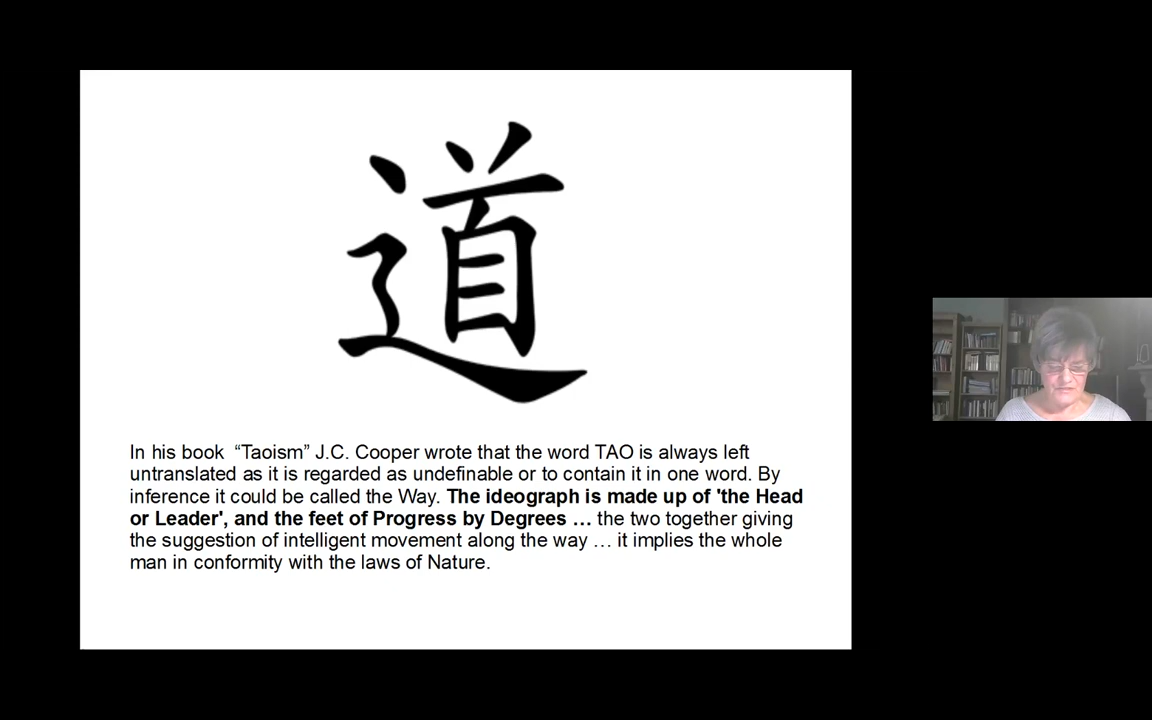 道
In his book “Taoism” J.C. Cooper wrote that the word TAO is always left
untranslated as it is regarded as undefinable or to contain it in one word. By
inference it could be called the Way. The ideograph is made up of 'the Head
or Leader', and the feet of Progress by Degrees … the two together giving
the suggestion of intelligent movement along the way … it implies the whole
man in conformity with the laws of Nature.